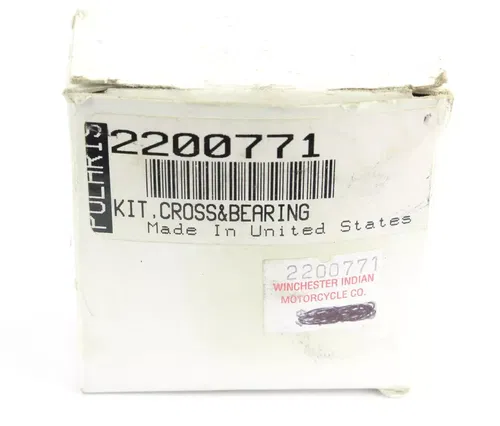 POLARIS
2200771
KIT,CROSS&BEARING
Made In United States
2200771
WINCHESTER INDIAN
MOTORCYCLE CO.